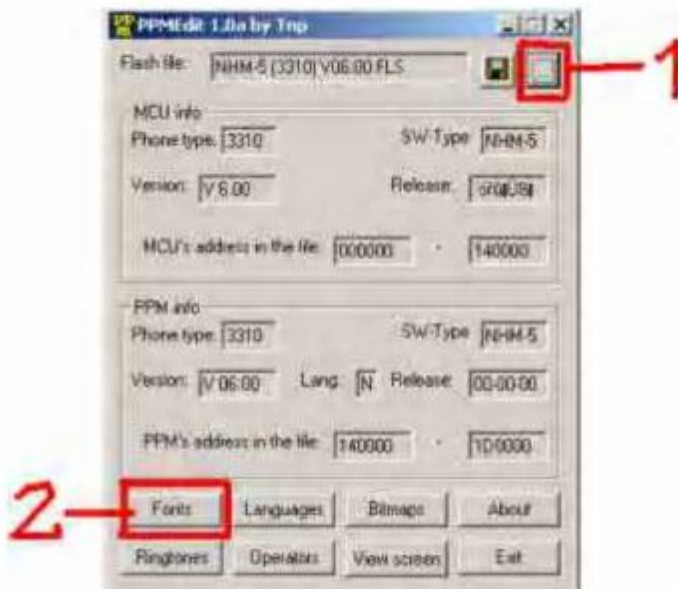 PPMEdit 1.0a by Tnp
Flash file: NHM-5 (3310) V06.00.FLS
1
MCU info
Phone type: 3310 SW-Type NHM-5
Version: V 6.00 Release:
MCU's address in the file: 000000 - 140000
PPM info
Phone type: 3310 SW-Type NHM-5
Version: V 06.00 Lang: N Release: 00-00-00
PPM's address in the file: 140000 - 1D0000
2
Fonts Languages Bitmaps About
Ringtones Operators View screen Exit